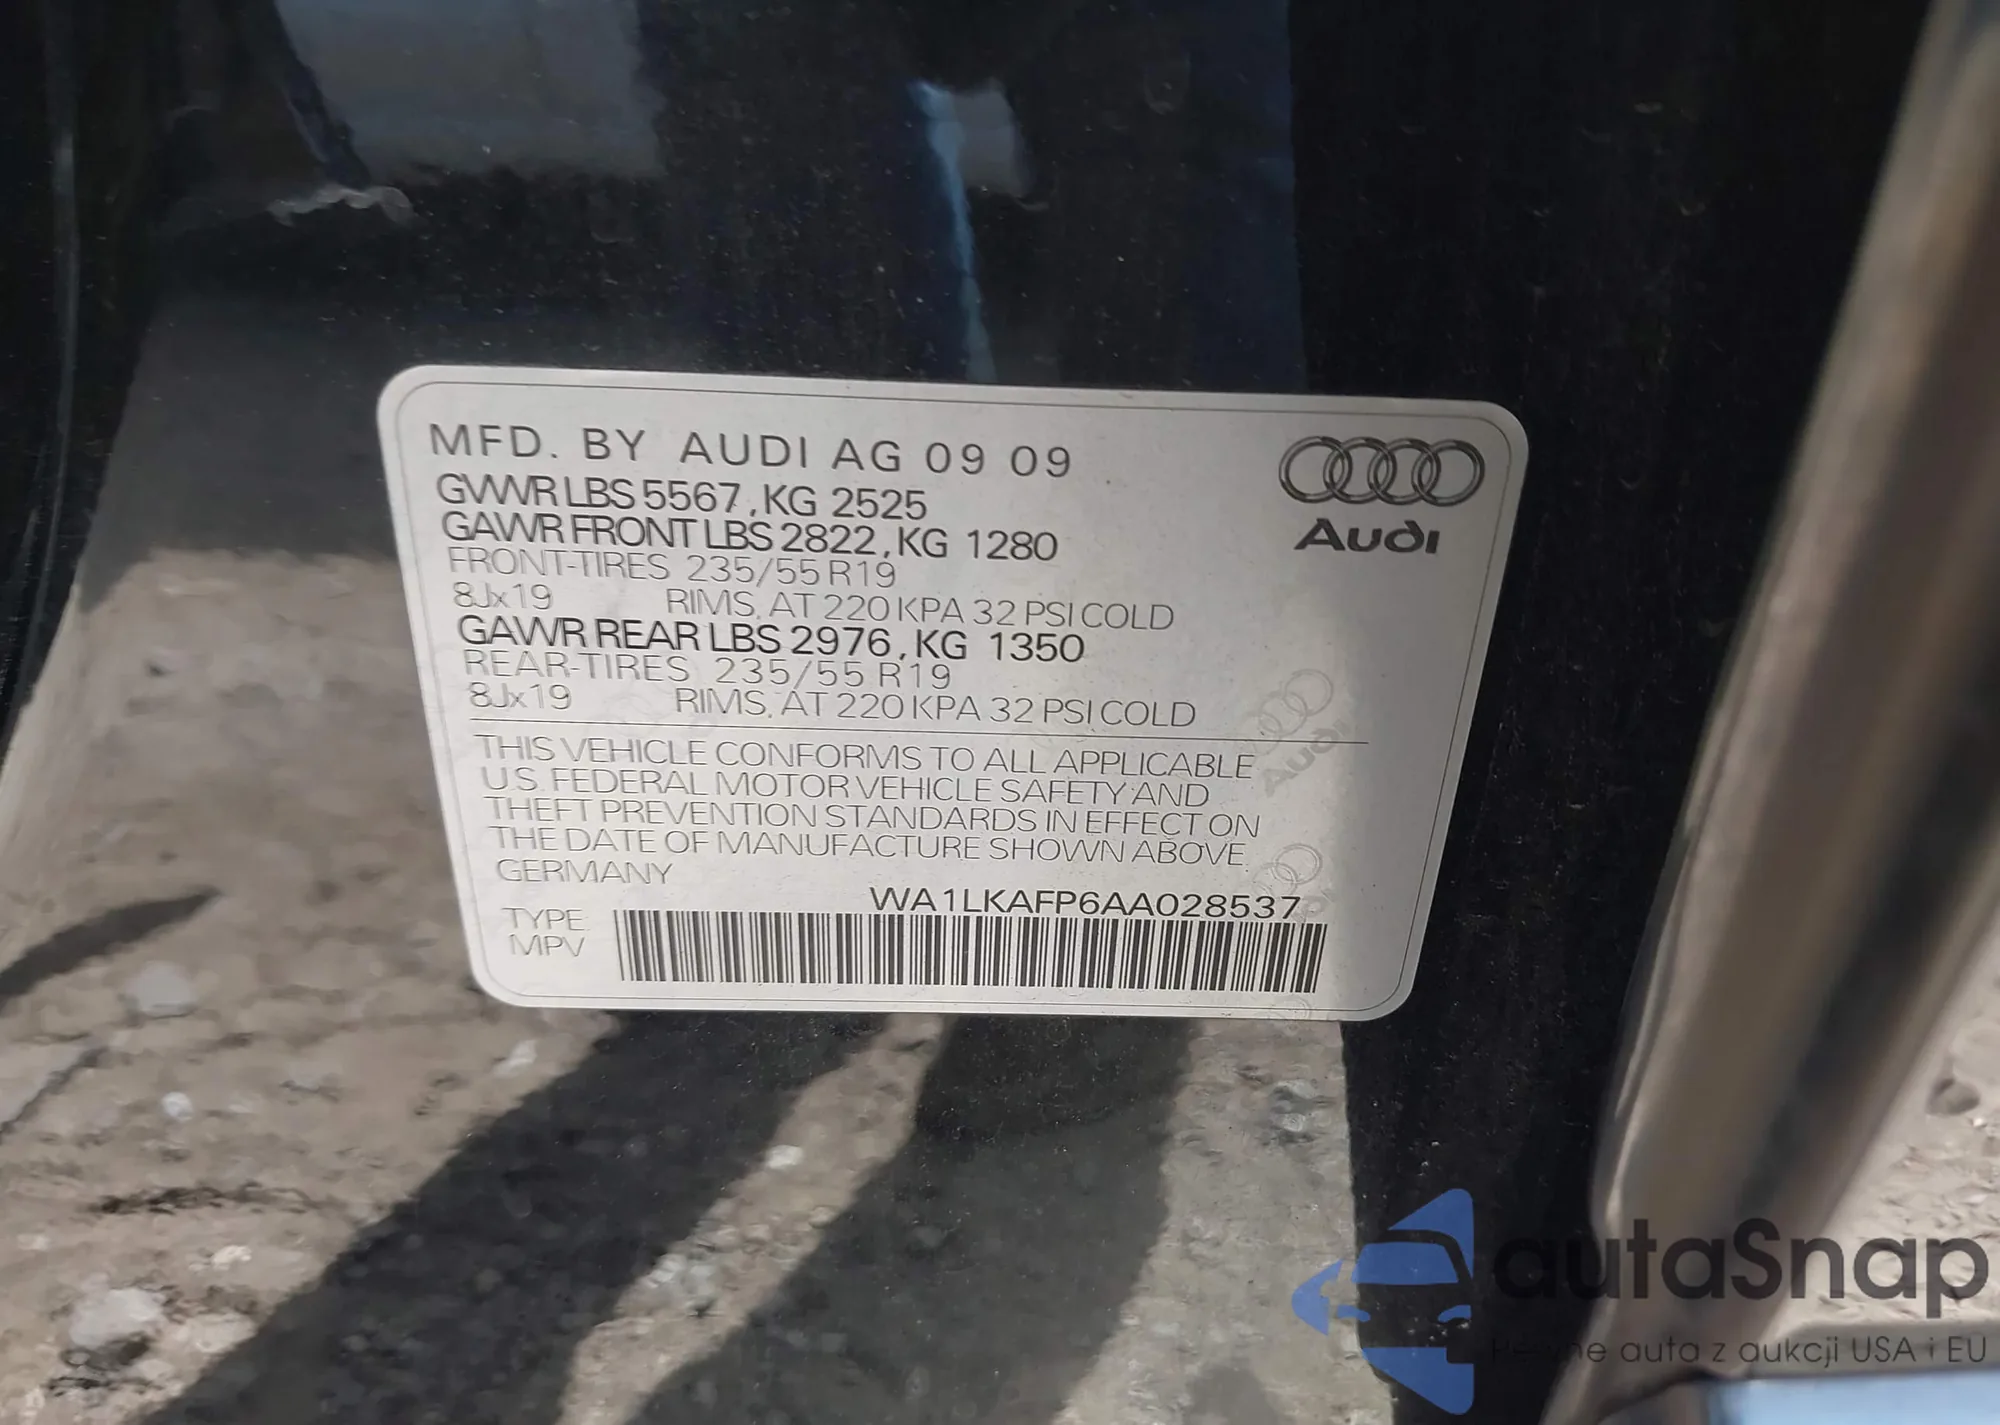 MFD. BY AUDI AG 09 09
GVWR LBS 5567, KG 2525
GAWR FRONT LBS 2822, KG 1280
FRONT-TIRES 235/55 R19
8Jx19 RIMS, AT 220 KPA 32 PSI COLD
GAWR REAR LBS 2976, KG 1350
REAR-TIRES 235/55 R19
8Jx19 RIMS, AT 220 KPA 32 PSI COLD
THIS VEHICLE CONFORMS TO ALL APPLICABLE
U.S. FEDERAL MOTOR VEHICLE SAFETY AND
THEFT PREVENTION STANDARDS IN EFFECT ON
THE DATE OF MANUFACTURE SHOWN ABOVE.
GERMANY
WA1LKAFP6AA028537
TYPE:
MPV
Audi
Audi
autaSnap
Pewne auta z aukcji USA i EU